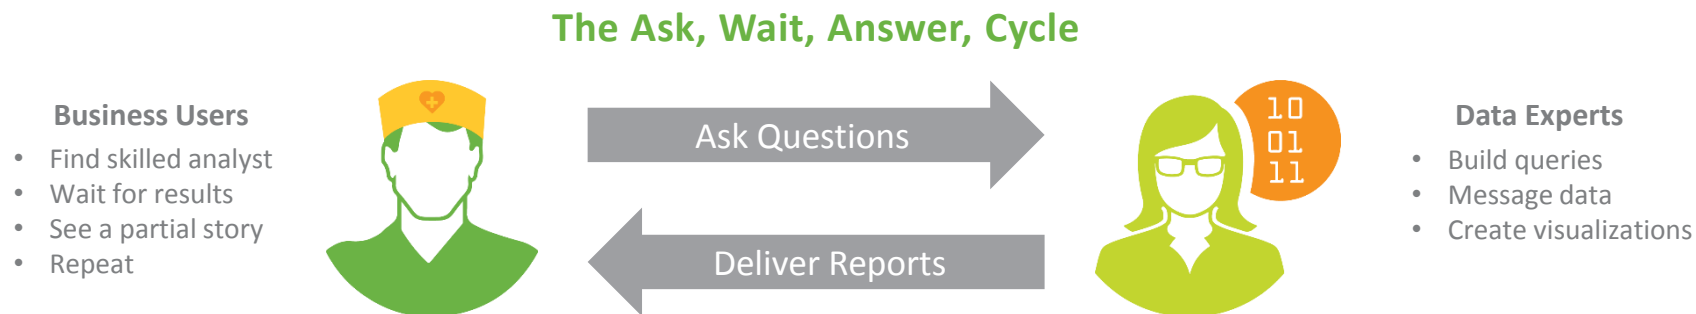 The Ask, Wait, Answer, Cycle
Business Users
• Find skilled analyst
• Wait for results
• See a partial story
• Repeat
Ask Questions
Deliver Reports
10
01
11
Data Experts
• Build queries
• Message data
• Create visualizations